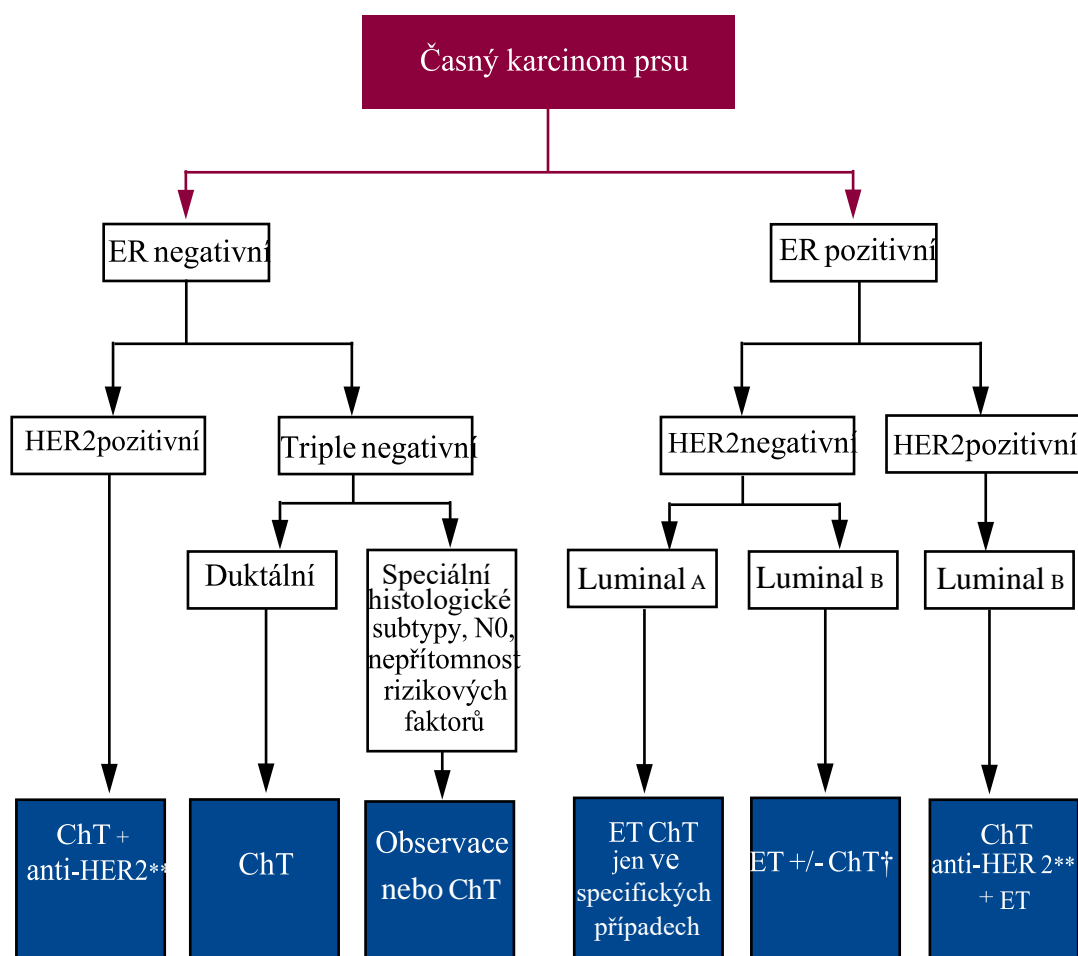 Časný karcinom prsu
ER negativní
ER pozitivní
HER2pozitivní
Triple negativní
HER2negativní
HER2pozitivní
Duktální
Speciální
histologické
subtypy, N0,
nepřítomnost
rizikových
faktorů
Luminal A
Luminal B
Luminal B
ChT +
anti-HER2**
ChT
Observace
nebo ChT
ET ChT
jen ve
specifických
případech
ET +/- ChT†
ChT
anti-HER 2**
+ ET